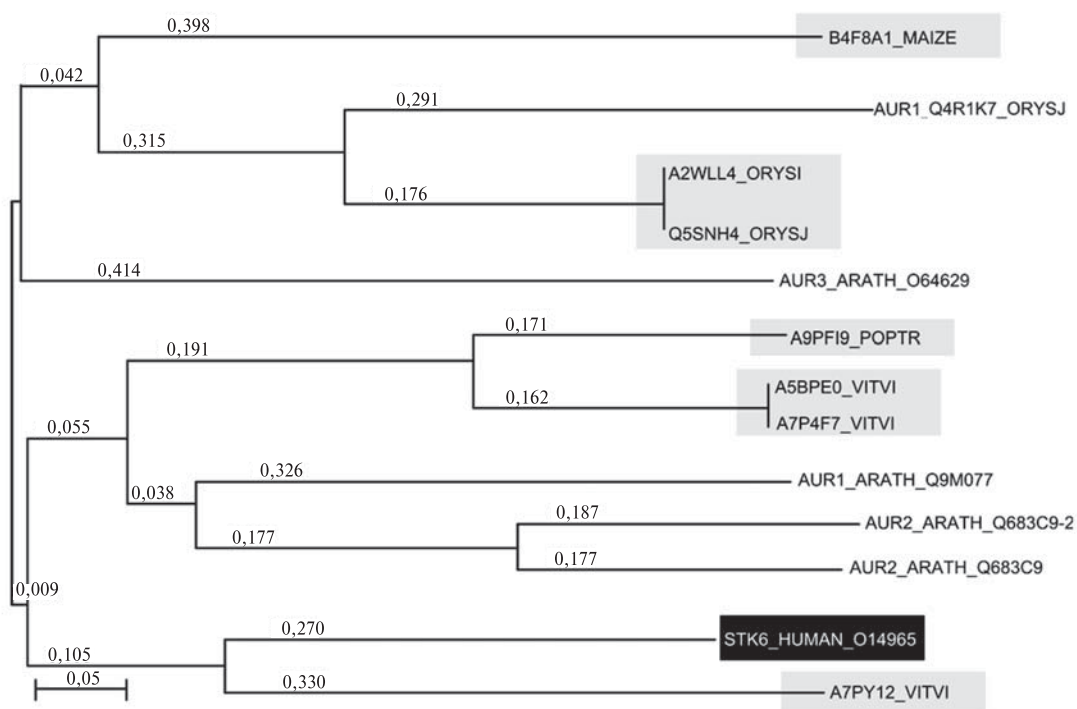 0,398
B4F8A1_MAIZE
0,042
0,291
AUR1_Q4R1K7_ORYSJ
0,315
A2WLL4_ORYSI
0,176
Q5SNH4_ORYSJ
0,414
AUR3_ARATH_O64629
0,171
A9PFI9_POPTR
0,191
A5BPE0_VITVI
0,162
A7P4F7_VITVI
0,055
0,326
AUR1_ARATH_Q9M077
0,038
0,187
AUR2_ARATH_Q683C9-2
0,177
0,177
AUR2_ARATH_Q683C9
0,009
0,270
STK6_HUMAN_O14965
0,105
0,05
0,330
A7PY12_VITVI